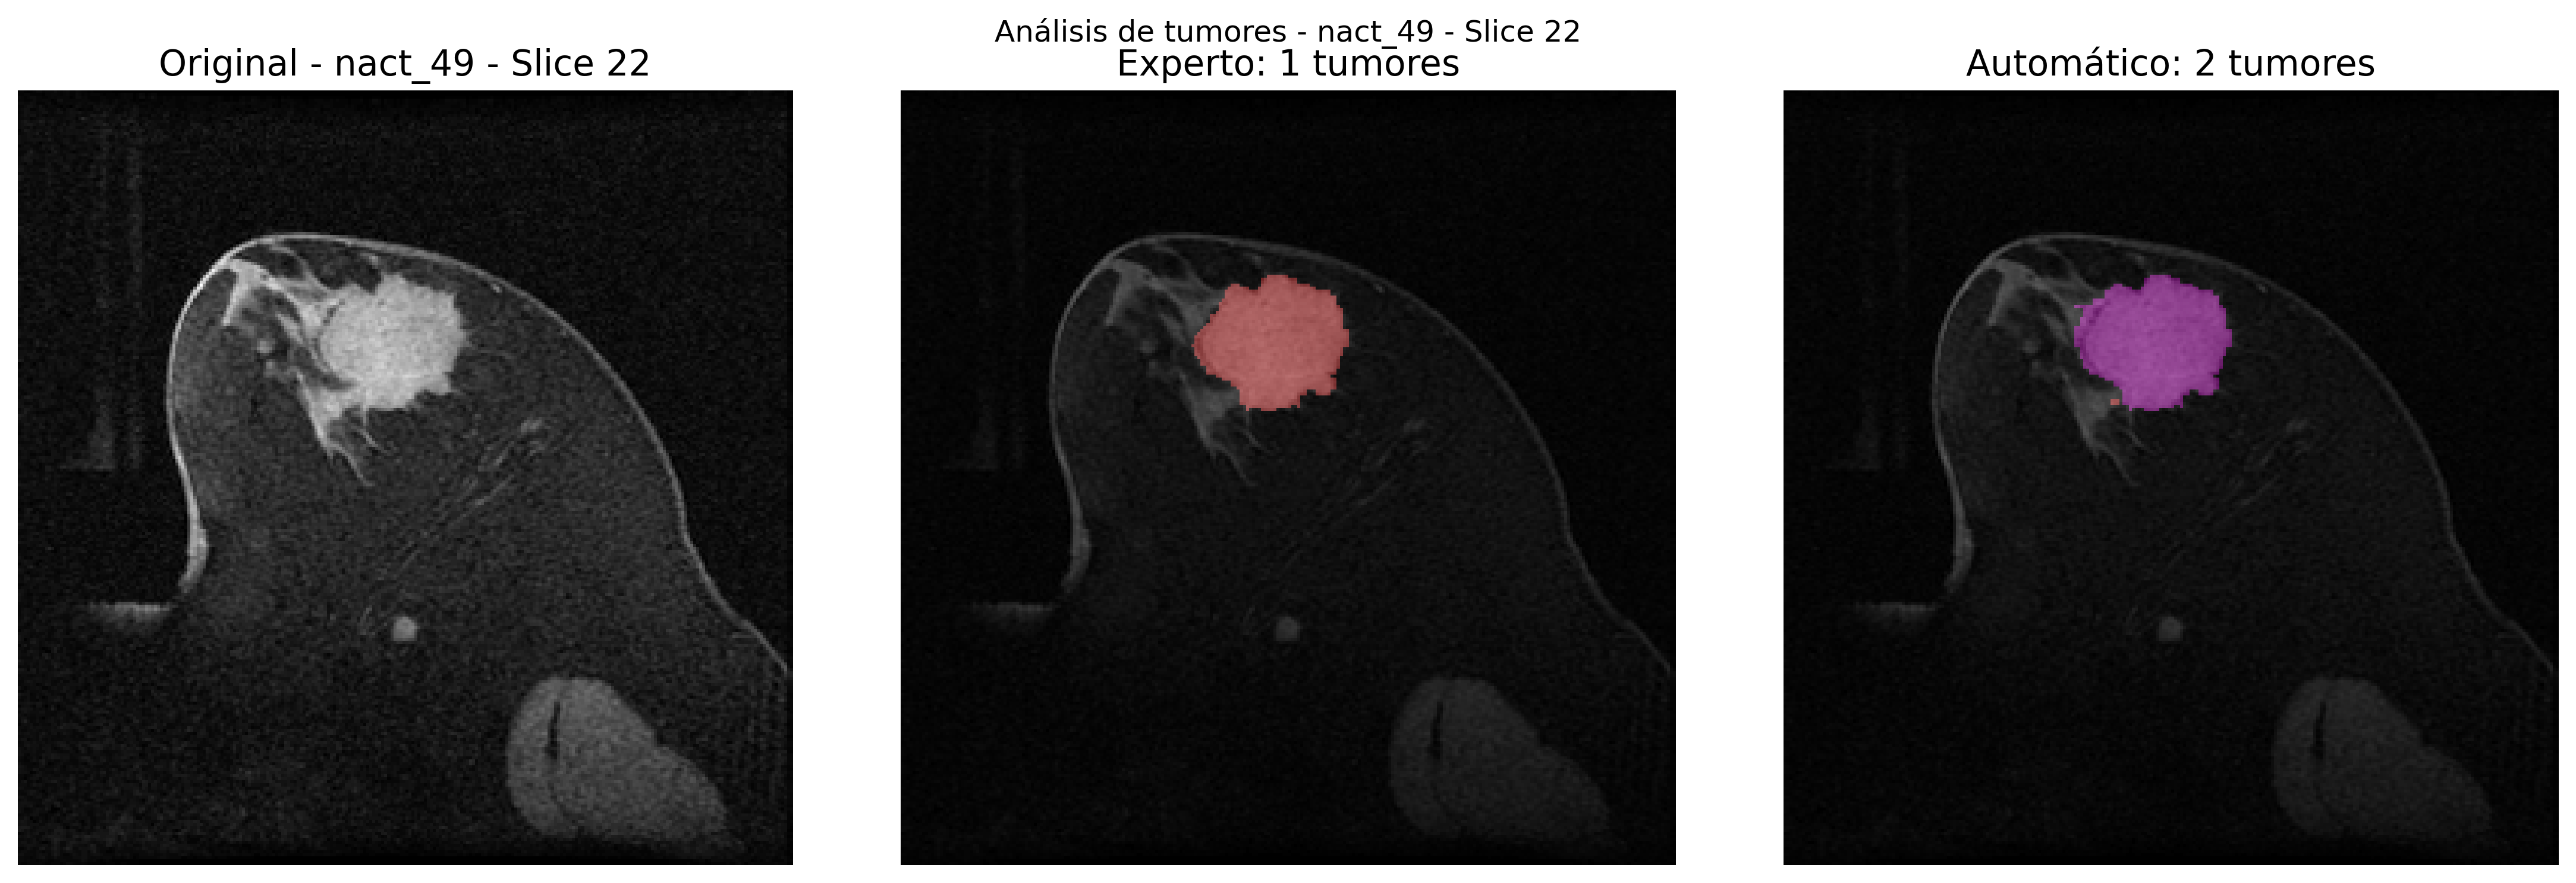 Análisis de tumores - nact_49 - Slice 22
Original - nact_49 - Slice 22
Experto: 1 tumores
Automático: 2 tumores